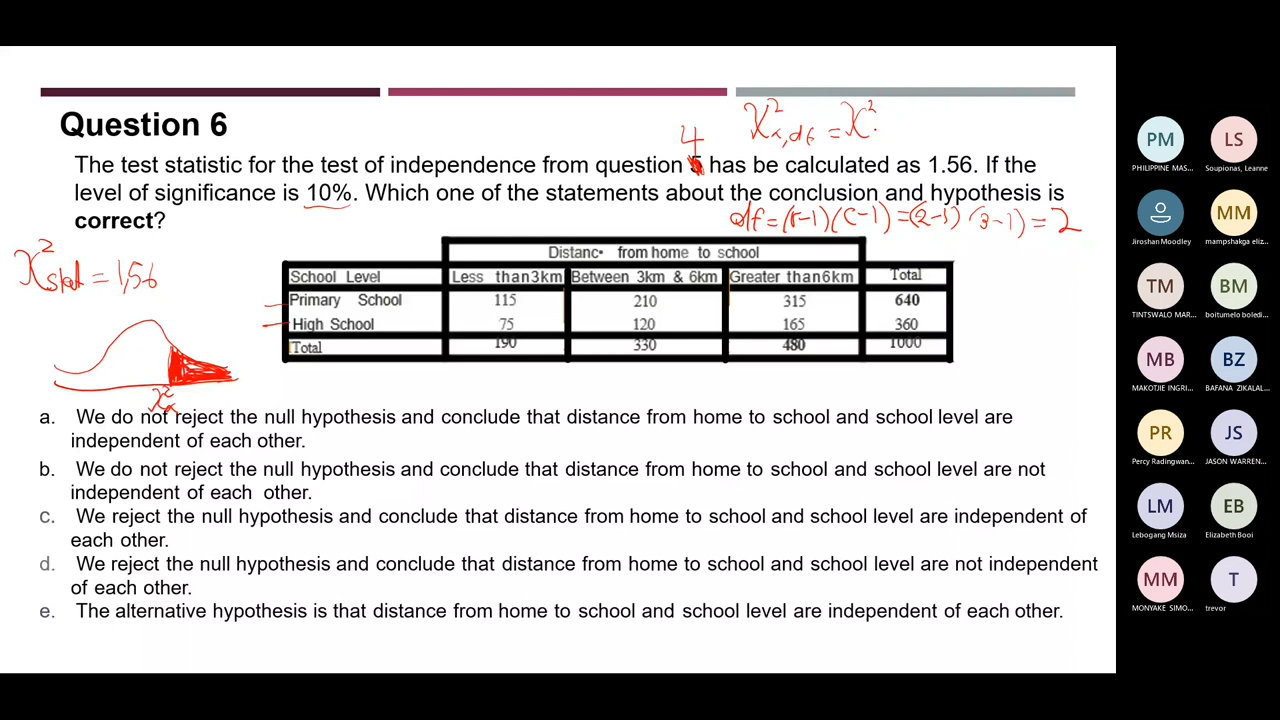 Question 6
χ²α,df = χ².
4
The test statistic for the test of independence from question 5 has been calculated as 1.56. If the
level of significance is 10%. Which one of the statements about the conclusion and hypothesis is
correct?
df = (r-1)(c-1) = (2-1)(3-1) = 2
χ²stat = 1,56
Distanc from home to school
School Level Less than3km Between 3km & 6km Greater than6km Total
Primary School 115 210 315 640
High School 75 120 165 360
Total 190 330 480 1000
χ²α
a. We do not reject the null hypothesis and conclude that distance from home to school and school level are
independent of each other.
b. We do not reject the null hypothesis and conclude that distance from home to school and school level are not
independent of each other.
c. We reject the null hypothesis and conclude that distance from home to school and school level are independent of
each other.
d. We reject the null hypothesis and conclude that distance from home to school and school level are not independent
of each other.
e. The alternative hypothesis is that distance from home to school and school level are independent of each other.
PM LS
PHILIPPINE MAS... Soupionas, Leanne
MM
Jiroshan Moodley mampshakga eliz...
TM BM
TINTSWALO MAR... boitumelo boledi...
MB BZ
MAKOTJIE INGRI... BAFANA ZIKALAL...
PR JS
Percy Radingwan... JASON WARREN...
LM EB
Lebogang Msiza Elizabeth Booi
MM T
MONYAKE SIMO... trevor